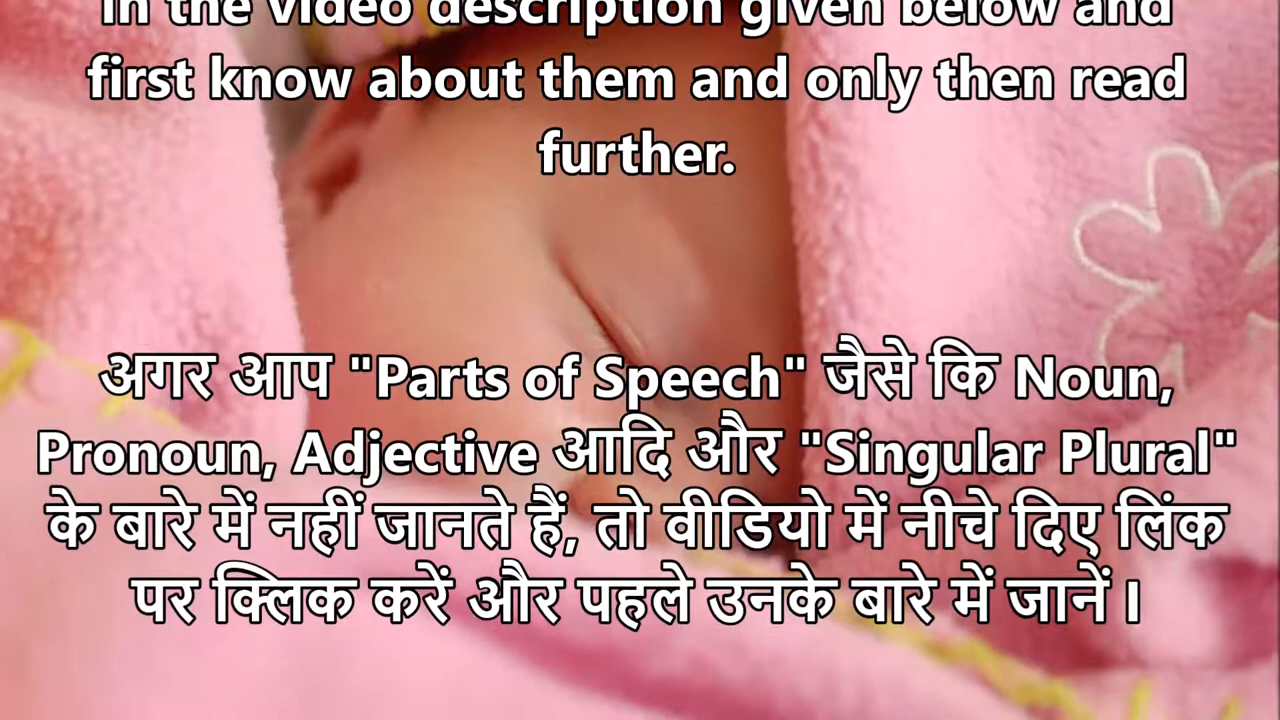 in the video description given below and
first know about them and only then read
further.
अगर आप "Parts of Speech" जैसे कि Noun,
Pronoun, Adjective आदि और "Singular Plural"
के बारे में नहीं जानते हैं, तो वीडियो में नीचे दिए लिंक
पर क्लिक करें और पहले उनके बारे में जानें।